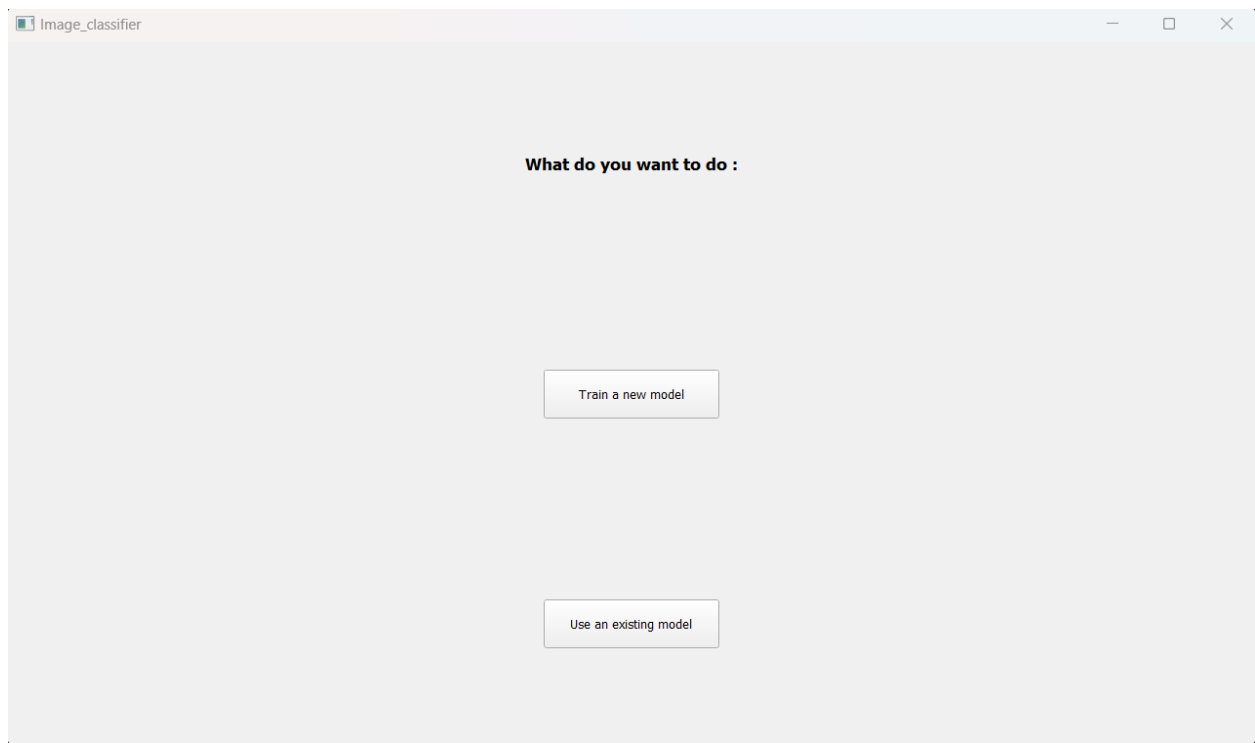 Image_classifier
What do you want to do :
Train a new model
Use an existing model